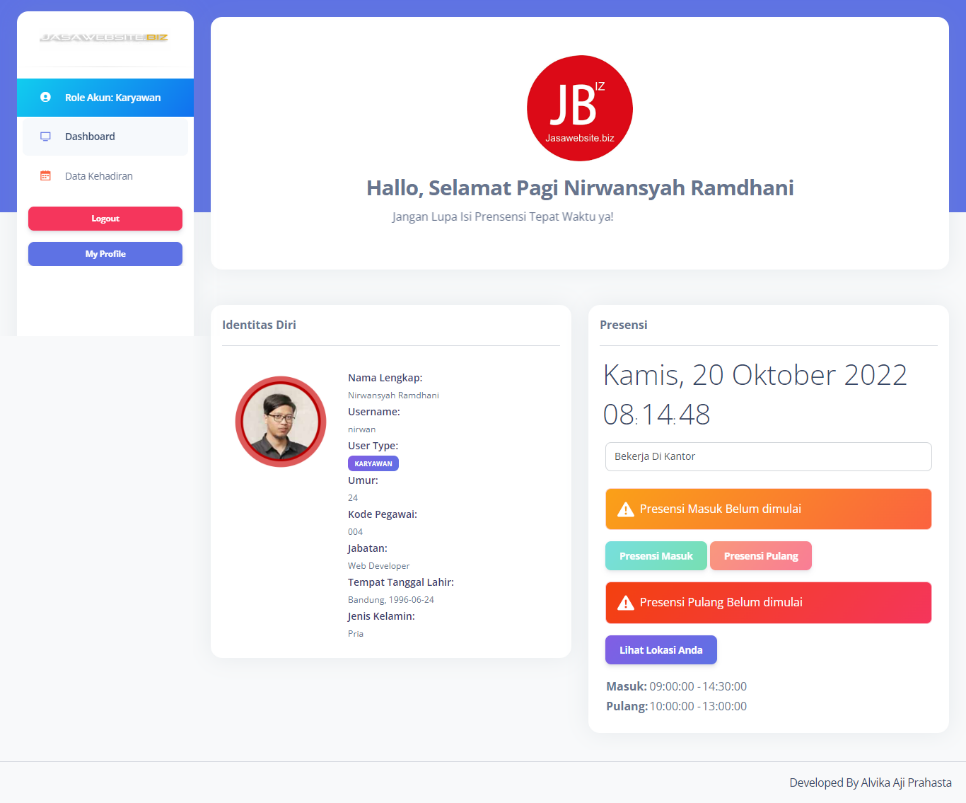 JASAWEBSITE.BIZ
Role Akun: Karyawan
Dashboard
Data Kehadiran
Logout
My Profile
JB IZ
Jasawebsite.biz
Hallo, Selamat Pagi Nirwansyah Ramdhani
Jangan Lupa Isi Prensensi Tepat Waktu ya!
Identitas Diri
Nama Lengkap:
Nirwansyah Ramdhani
Username:
nirwan
User Type:
KARYAWAN
Umur:
24
Kode Pegawai:
004
Jabatan:
Web Developer
Tempat Tanggal Lahir:
Bandung, 1996-06-24
Jenis Kelamin:
Pria
Presensi
Kamis, 20 Oktober 2022
08:14:48
Bekerja Di Kantor
Presensi Masuk Belum dimulai
Presensi Masuk Presensi Pulang
Presensi Pulang Belum dimulai
Lihat Lokasi Anda
Masuk: 09:00:00 - 14:30:00
Pulang: 10:00:00 - 13:00:00
Developed By Alvika Aji Prahasta